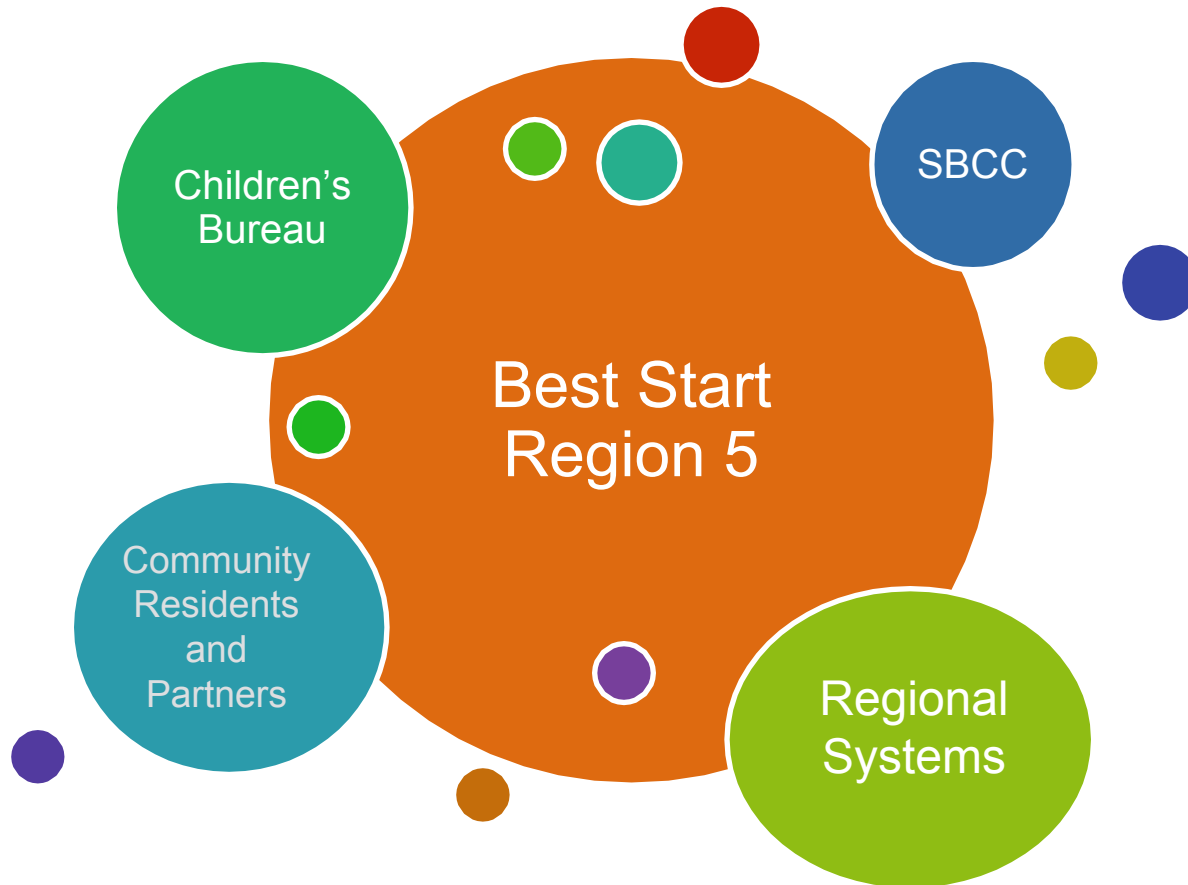 Children’s
Bureau
SBCC
Best Start
Region 5
Community
Residents
and
Partners
Regional
Systems